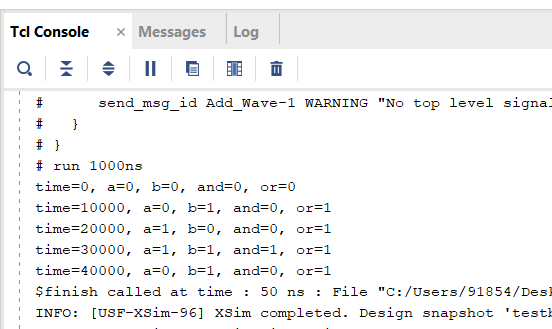 Tcl Console × Messages Log
# send_msg_id Add_Wave-1 WARNING "No top level signal
# }
# }
# run 1000ns
time=0, a=0, b=0, and=0, or=0
time=10000, a=0, b=1, and=0, or=1
time=20000, a=1, b=0, and=0, or=1
time=30000, a=1, b=1, and=1, or=1
time=40000, a=0, b=1, and=0, or=1
$finish called at time : 50 ns : File "C:/Users/91854/Desk
INFO: [USF-XSim-96] XSim completed. Design snapshot 'testb